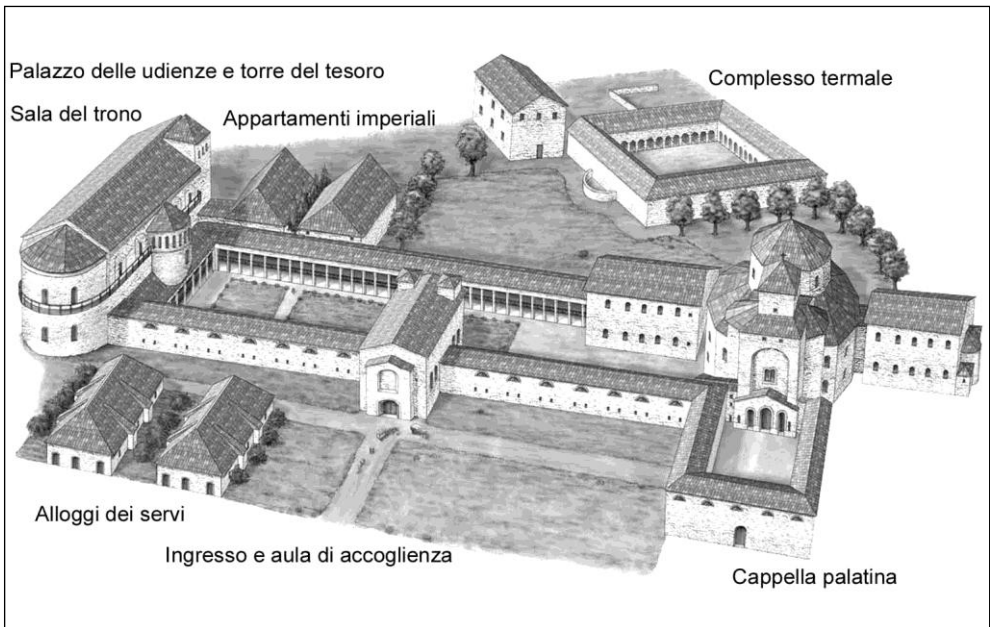 Palazzo delle udienze e torre del tesoro
Complesso termale
Sala del trono
Appartamenti imperiali
Alloggi dei servi
Ingresso e aula di accoglienza
Cappella palatina